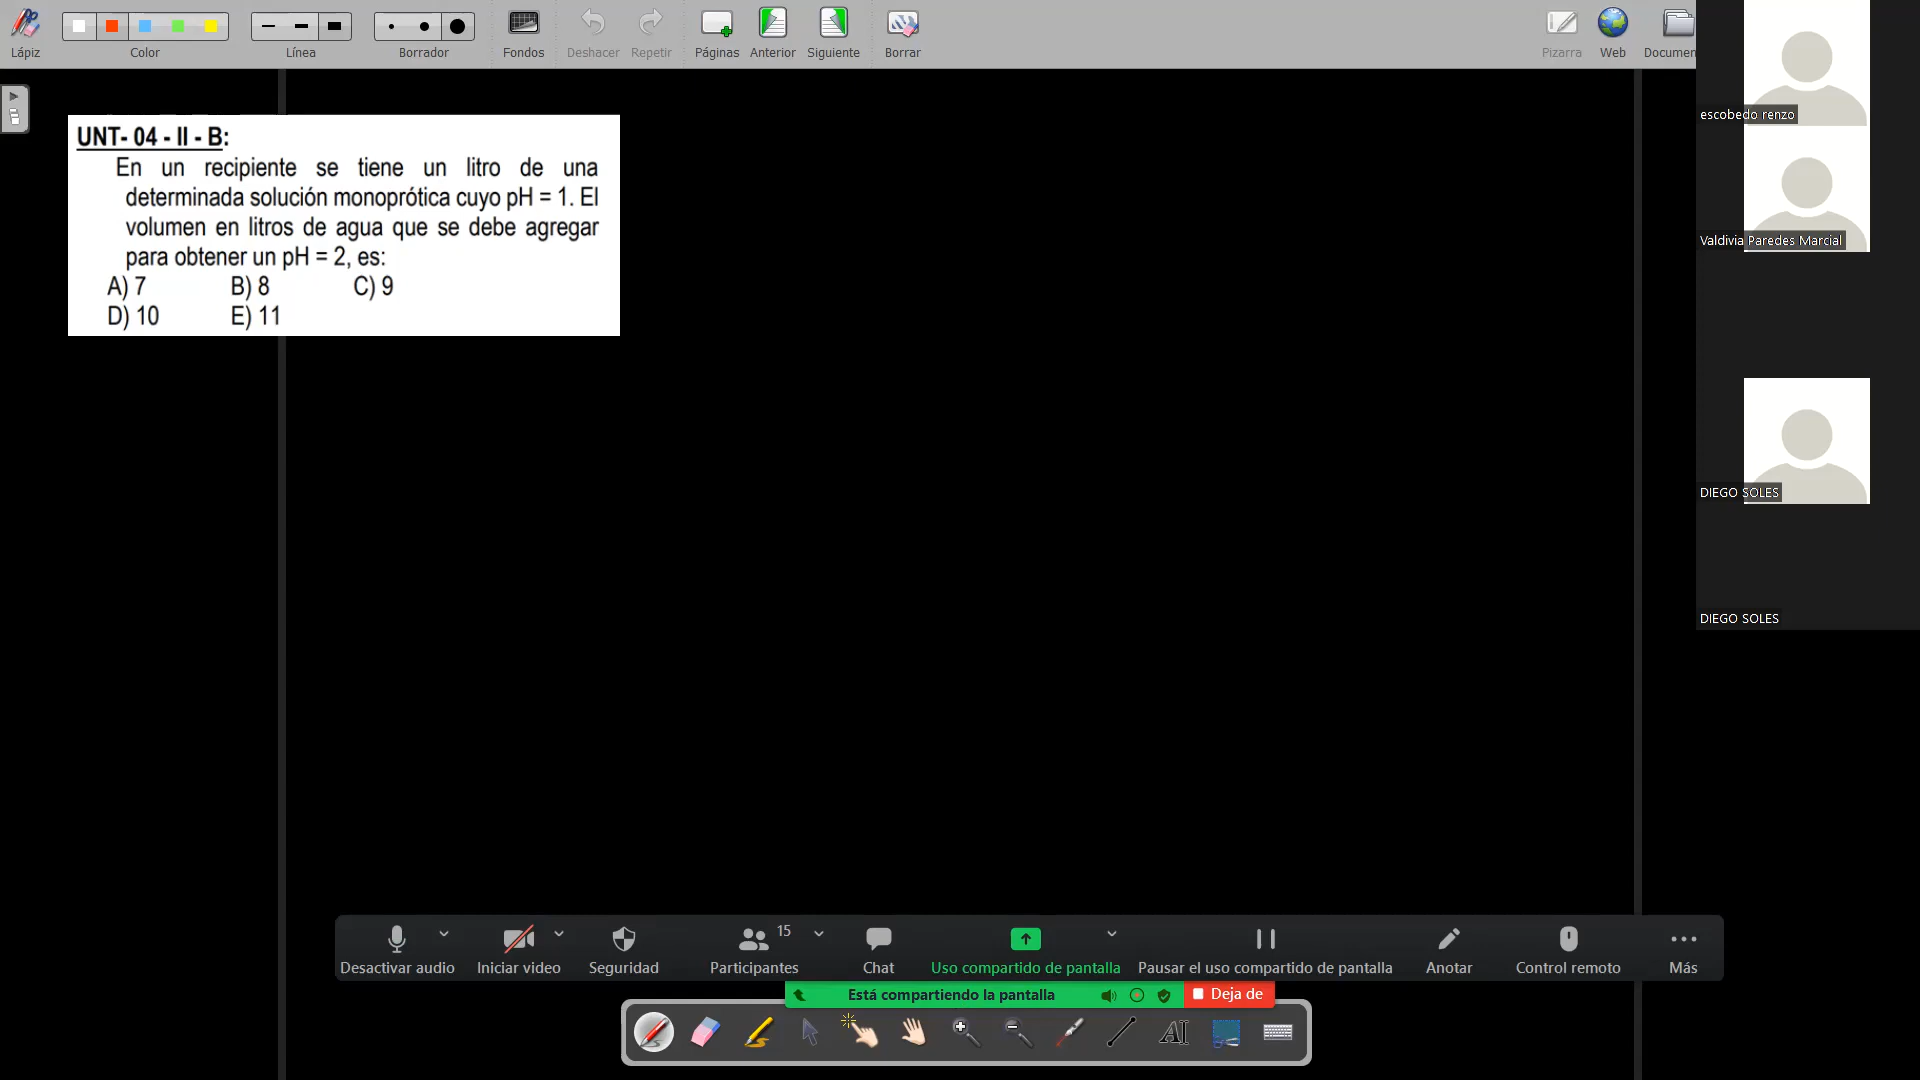 Lápiz
Color
Línea
Borrador
Fondos
Deshacer
Repetir
Páginas
Anterior
Siguiente
Borrar
Pizarra
Web
Documen
escobedo renzo
Valdivia Paredes Marcial
DIEGO SOLES
DIEGO SOLES
UNT- 04 - II - B:
En un recipiente se tiene un litro de una
determinada solución monoprótica cuyo pH = 1. El
volumen en litros de agua que se debe agregar
para obtener un pH = 2, es:
A) 7 B) 8 C) 9
D) 10 E) 11
15
Desactivar audio
Iniciar video
Seguridad
Participantes
Chat
Uso compartido de pantalla
Pausar el uso compartido de pantalla
Anotar
Control remoto
Más
Está compartiendo la pantalla
Deja de
AI